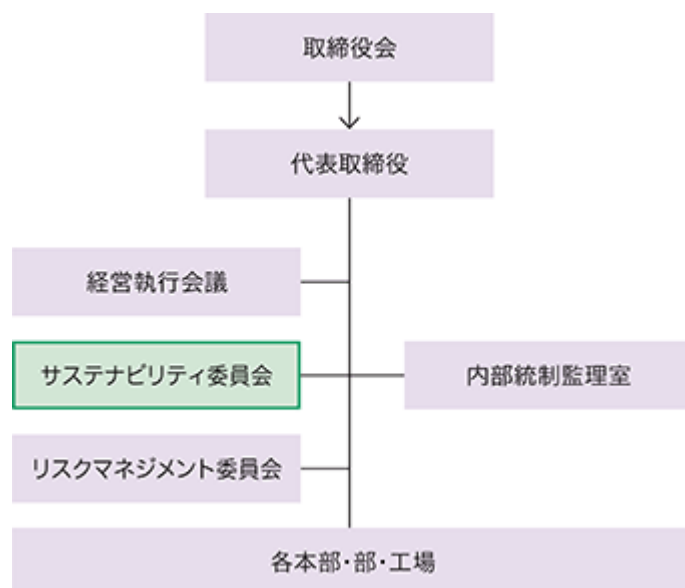 取締役会
代表取締役
経営執行会議
サステナビリティ委員会
内部統制監理室
リスクマネジメント委員会
各本部・部・工場